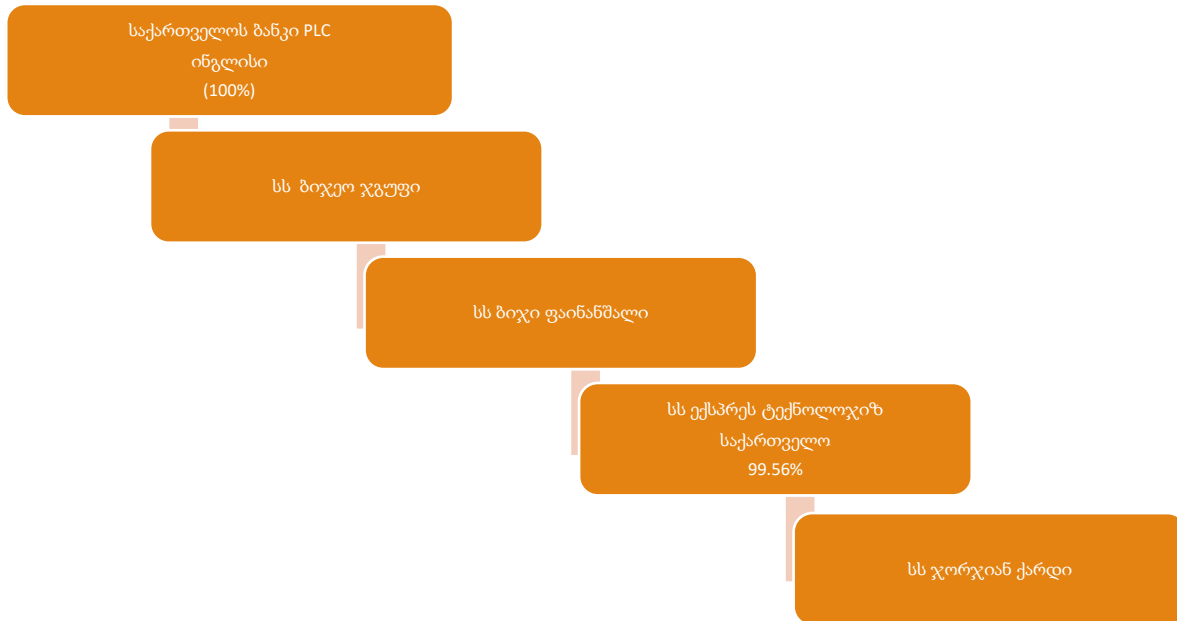 საქართველოს ბანკი PLC
ინგლისი
(100%)
სს ბიჯეო ჯგუფი
სს ბიჯი ფაინანშალი
სს ექსპრეს ტექნოლოჯიზ
საქართველო
99.56%
სს ჯორჯიან ქარდი